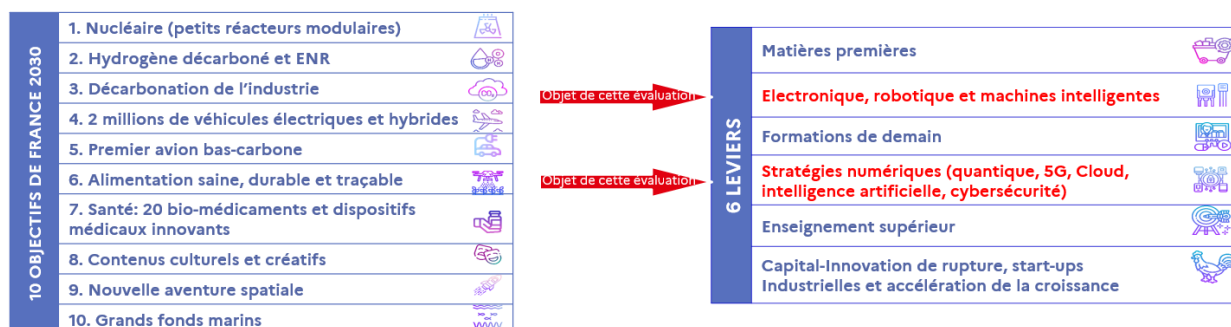 10 OBJECTIFS DE FRANCE 2030
1. Nucléaire (petits réacteurs modulaires)
2. Hydrogène décarboné et ENR
3. Décarbonation de l'industrie
4. 2 millions de véhicules électriques et hybrides
5. Premier avion bas-carbone
6. Alimentation saine, durable et traçable
7. Santé: 20 bio-médicaments et dispositifs
médicaux innovants
8. Contenus culturels et créatifs
9. Nouvelle aventure spatiale
10. Grands fonds marins
Objet de cette évaluation
Objet de cette évaluation
6 LEVIERS
Matières premières
Electronique, robotique et machines intelligentes
Formations de demain
Stratégies numériques (quantique, 5G, Cloud,
intelligence artificielle, cybersécurité)
Enseignement supérieur
Capital-Innovation de rupture, start-ups
Industrielles et accélération de la croissance